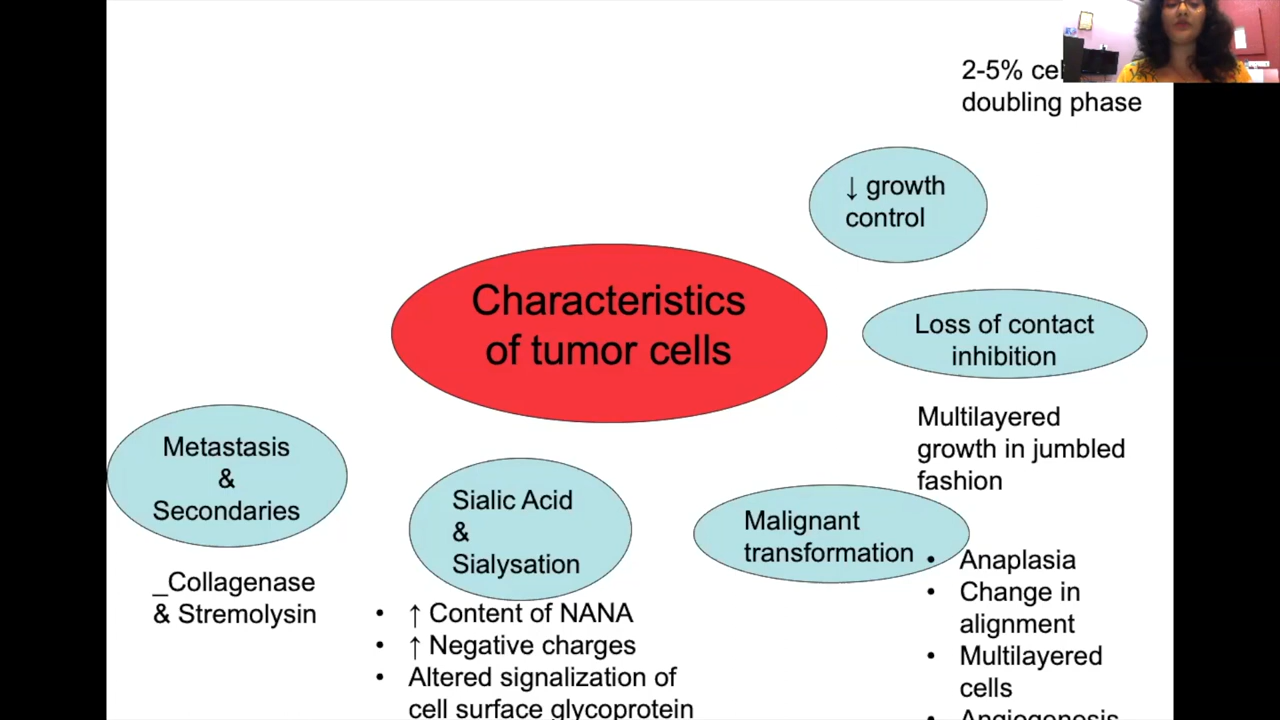 2-5%
doubling phase
↓ growth
control
Characteristics
of tumor cells
Loss of contact
inhibition
Multilayered
growth in jumbled
fashion
Metastasis
&
Secondaries
_Collagenase
& Stremolysin
Sialic Acid
&
Sialysation
• ↑ Content of NANA
• ↑ Negative charges
• Altered signalization of
cell surface glycoprotein
Malignant
transformation
• Anaplasia
• Change in
alignment
• Multilayered
cells
• Angiogenesis